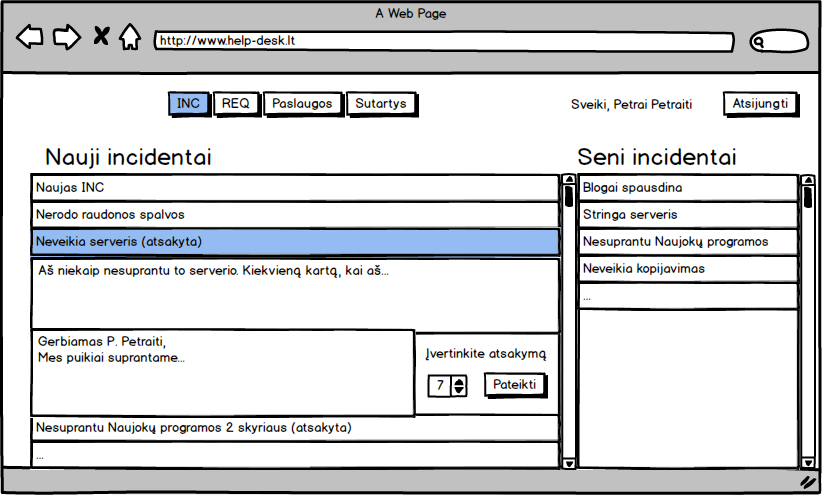 A Web Page
http://www.help-desk.lt
INC
REQ
Paslaugos
Sutartys
Sveiki, Petrai Petraiti
Atsijungti
Nauji incidentai
Naujas INC
Nerodo raudonos spalvos
Neveikia serveris (atsakyta)
Aš niekaip nesuprantu to serverio. Kiekvieną kartą, kai aš...
Gerbiamas P. Petraiti,
Mes puikiai suprantame...
Įvertinkite atsakymą
7
Pateikti
Nesuprantu Naujokų programos 2 skyriaus (atsakyta)
...
Seni incidentai
Blogai spausdina
Stringa serveris
Nesuprantu Naujokų programos
Neveikia kopijavimas
...